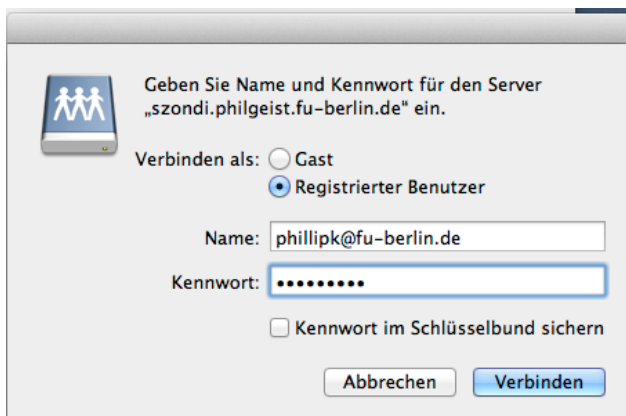 Geben Sie Name und Kennwort für den Server
„szondi.philgeist.fu-berlin.de“ ein.
Verbinden als: Gast
Registrierter Benutzer
Name: phillipk@fu-berlin.de
Kennwort: •••••••••
Kennwort im Schlüsselbund sichern
Abbrechen Verbinden